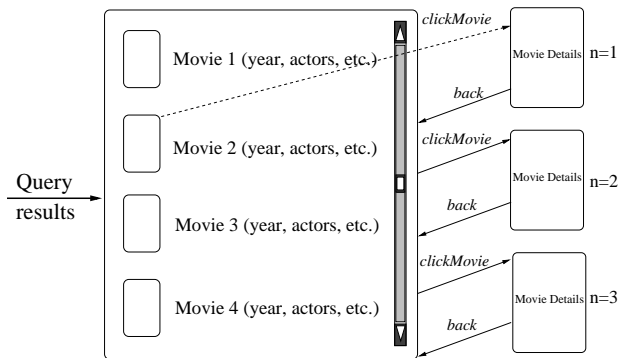 clickMovie
Movie 1 (year, actors, etc.)
Movie Details
n=1
back
clickMovie
Movie 2 (year, actors, etc.)
Query
results
Movie Details
n=2
back
Movie 3 (year, actors, etc.)
clickMovie
Movie 4 (year, actors, etc.)
Movie Details
n=3
back